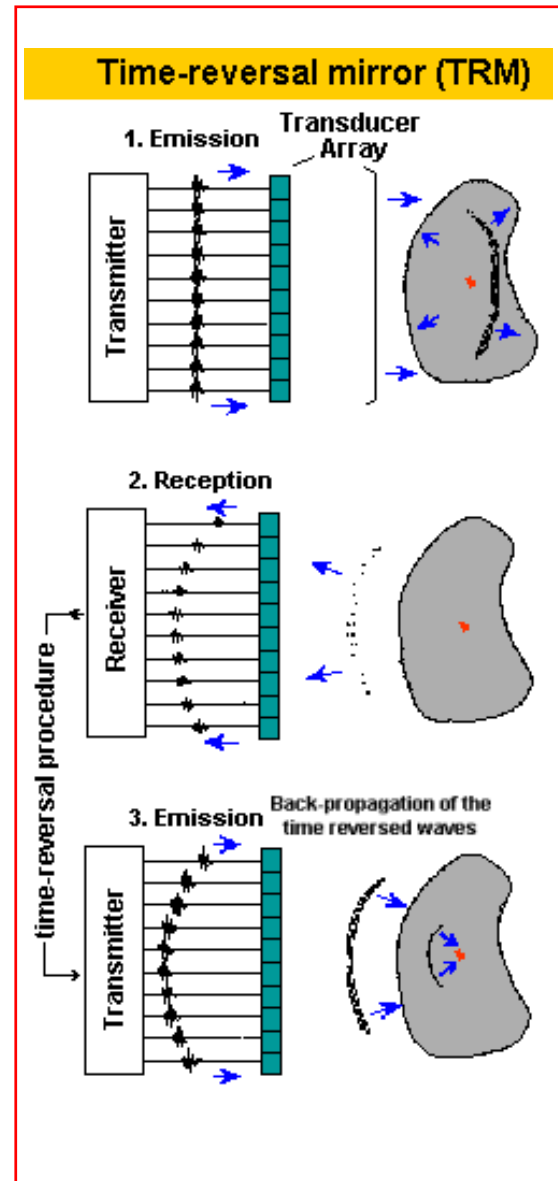 Time-reversal mirror (TRM)
1. Emission
Transducer
Array
Transmitter
2. Reception
Receiver
time-reversal procedure
3. Emission
Back-propagation of the
time reversed waves
Transmitter